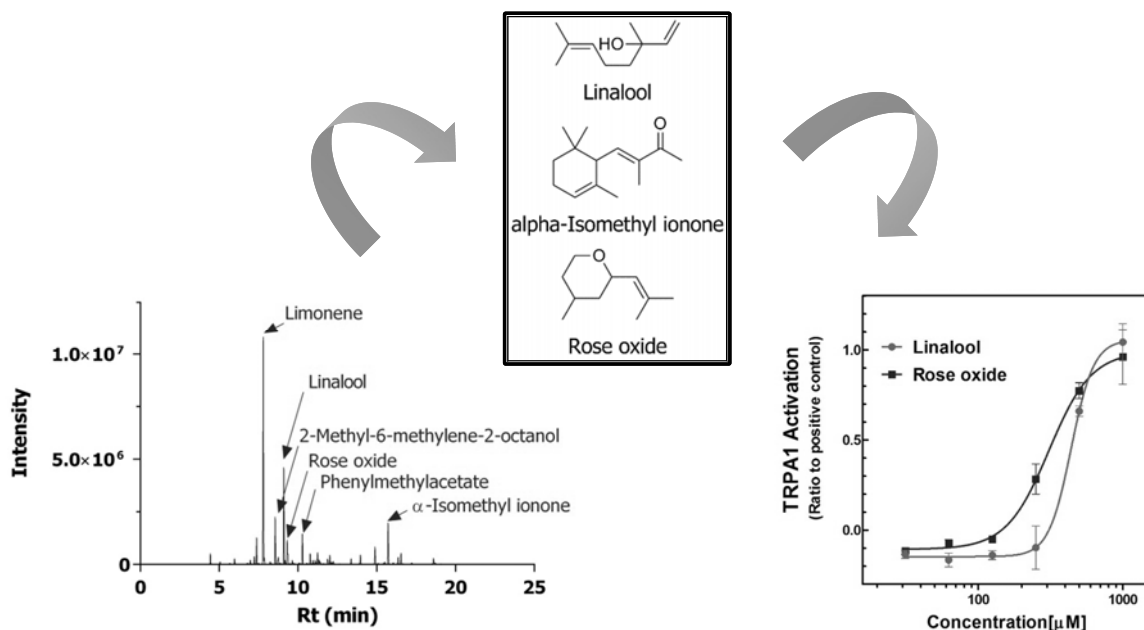 HO
Linalool
O
alpha-Isomethyl ionone
O
Rose oxide
Intensity
1.0×10⁷
5.0×10⁶
0
Limonene
Linalool
2-Methyl-6-methylene-2-octanol
Rose oxide
Phenylmethylacetate
α-Isomethyl ionone
0 5 10 15 20 25
Rt (min)
TRPA1 Activation
(Ratio to positive control)
1.0
0.5
0.0
Linalool
Rose oxide
100 1000
Concentration[μM]